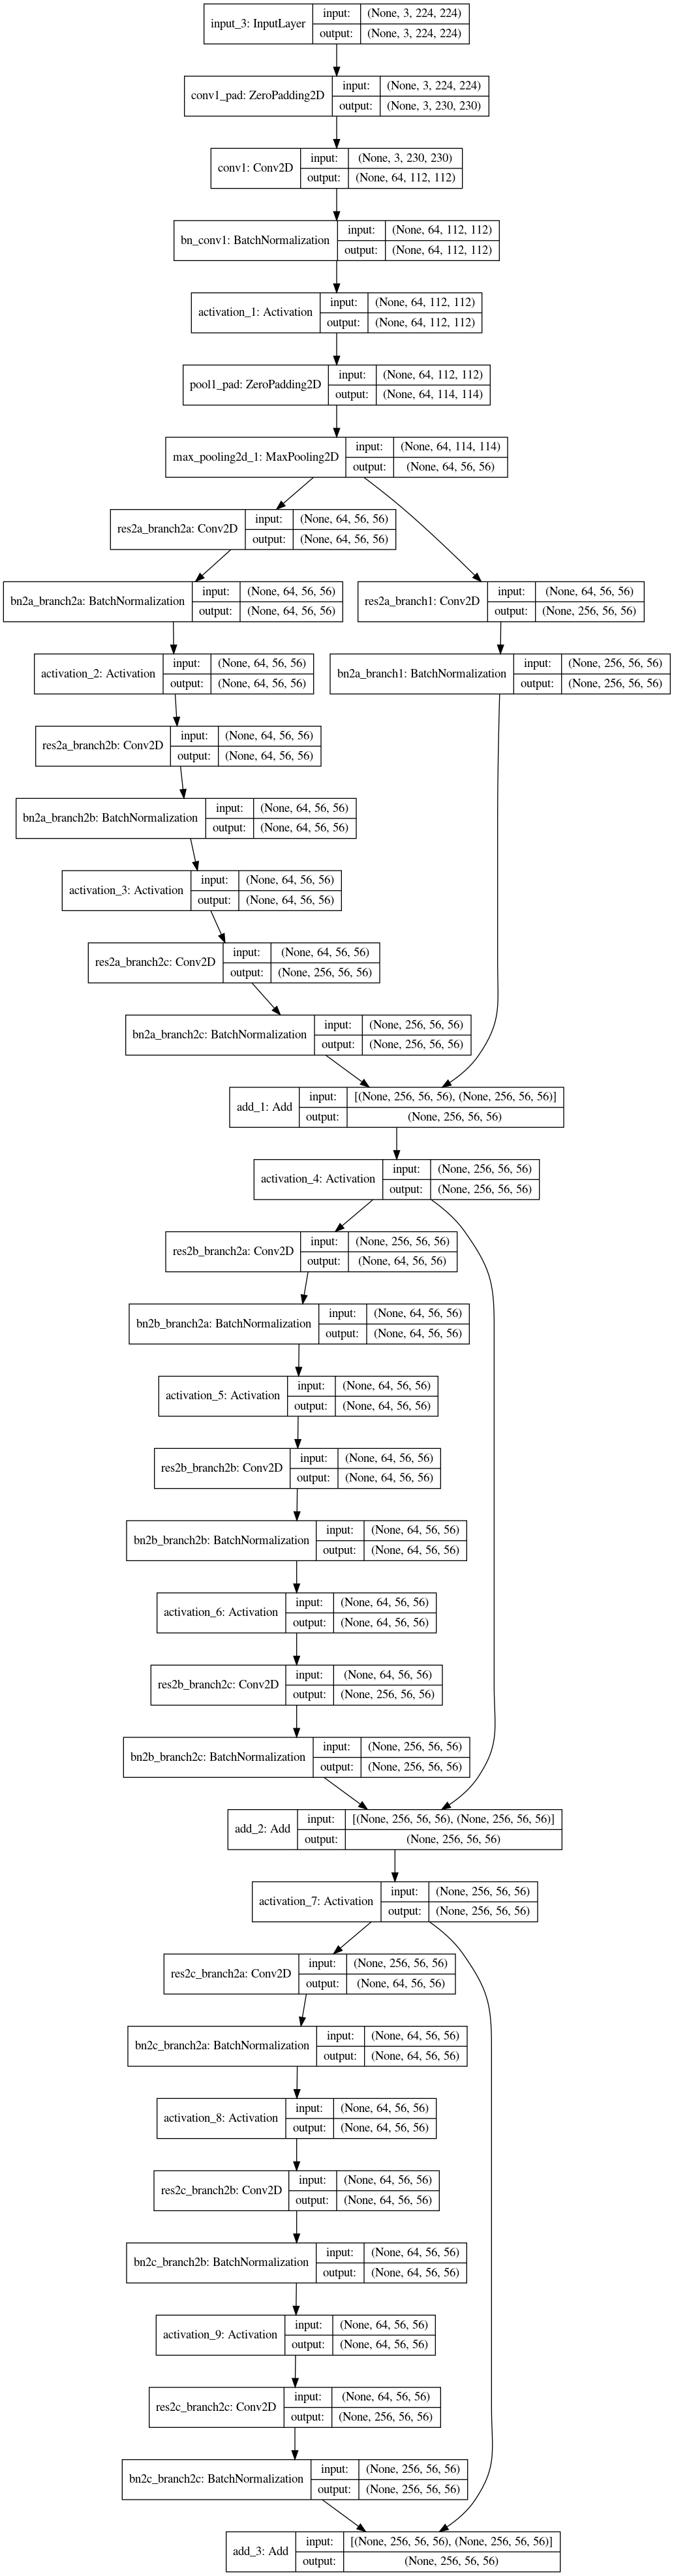 input_3: InputLayer
input: (None, 3, 224, 224)
output: (None, 3, 224, 224)
conv1_pad: ZeroPadding2D
input: (None, 3, 224, 224)
output: (None, 3, 230, 230)
conv1: Conv2D
input: (None, 3, 230, 230)
output: (None, 64, 112, 112)
bn_conv1: BatchNormalization
input: (None, 64, 112, 112)
output: (None, 64, 112, 112)
activation_1: Activation
input: (None, 64, 112, 112)
output: (None, 64, 112, 112)
pool1_pad: ZeroPadding2D
input: (None, 64, 112, 112)
output: (None, 64, 114, 114)
max_pooling2d_1: MaxPooling2D
input: (None, 64, 114, 114)
output: (None, 64, 56, 56)
res2a_branch2a: Conv2D
input: (None, 64, 56, 56)
output: (None, 64, 56, 56)
bn2a_branch2a: BatchNormalization
input: (None, 64, 56, 56)
output: (None, 64, 56, 56)
res2a_branch1: Conv2D
input: (None, 64, 56, 56)
output: (None, 256, 56, 56)
activation_2: Activation
input: (None, 64, 56, 56)
output: (None, 64, 56, 56)
bn2a_branch1: BatchNormalization
input: (None, 256, 56, 56)
output: (None, 256, 56, 56)
res2a_branch2b: Conv2D
input: (None, 64, 56, 56)
output: (None, 64, 56, 56)
bn2a_branch2b: BatchNormalization
input: (None, 64, 56, 56)
output: (None, 64, 56, 56)
activation_3: Activation
input: (None, 64, 56, 56)
output: (None, 64, 56, 56)
res2a_branch2c: Conv2D
input: (None, 64, 56, 56)
output: (None, 256, 56, 56)
bn2a_branch2c: BatchNormalization
input: (None, 256, 56, 56)
output: (None, 256, 56, 56)
add_1: Add
input: [(None, 256, 56, 56), (None, 256, 56, 56)]
output: (None, 256, 56, 56)
activation_4: Activation
input: (None, 256, 56, 56)
output: (None, 256, 56, 56)
res2b_branch2a: Conv2D
input: (None, 256, 56, 56)
output: (None, 64, 56, 56)
bn2b_branch2a: BatchNormalization
input: (None, 64, 56, 56)
output: (None, 64, 56, 56)
activation_5: Activation
input: (None, 64, 56, 56)
output: (None, 64, 56, 56)
res2b_branch2b: Conv2D
input: (None, 64, 56, 56)
output: (None, 64, 56, 56)
bn2b_branch2b: BatchNormalization
input: (None, 64, 56, 56)
output: (None, 64, 56, 56)
activation_6: Activation
input: (None, 64, 56, 56)
output: (None, 64, 56, 56)
res2b_branch2c: Conv2D
input: (None, 64, 56, 56)
output: (None, 256, 56, 56)
bn2b_branch2c: BatchNormalization
input: (None, 256, 56, 56)
output: (None, 256, 56, 56)
add_2: Add
input: [(None, 256, 56, 56), (None, 256, 56, 56)]
output: (None, 256, 56, 56)
activation_7: Activation
input: (None, 256, 56, 56)
output: (None, 256, 56, 56)
res2c_branch2a: Conv2D
input: (None, 256, 56, 56)
output: (None, 64, 56, 56)
bn2c_branch2a: BatchNormalization
input: (None, 64, 56, 56)
output: (None, 64, 56, 56)
activation_8: Activation
input: (None, 64, 56, 56)
output: (None, 64, 56, 56)
res2c_branch2b: Conv2D
input: (None, 64, 56, 56)
output: (None, 64, 56, 56)
bn2c_branch2b: BatchNormalization
input: (None, 64, 56, 56)
output: (None, 64, 56, 56)
activation_9: Activation
input: (None, 64, 56, 56)
output: (None, 64, 56, 56)
res2c_branch2c: Conv2D
input: (None, 64, 56, 56)
output: (None, 256, 56, 56)
bn2c_branch2c: BatchNormalization
input: (None, 256, 56, 56)
output: (None, 256, 56, 56)
add_3: Add
input: [(None, 256, 56, 56), (None, 256, 56, 56)]
output: (None, 256, 56, 56)